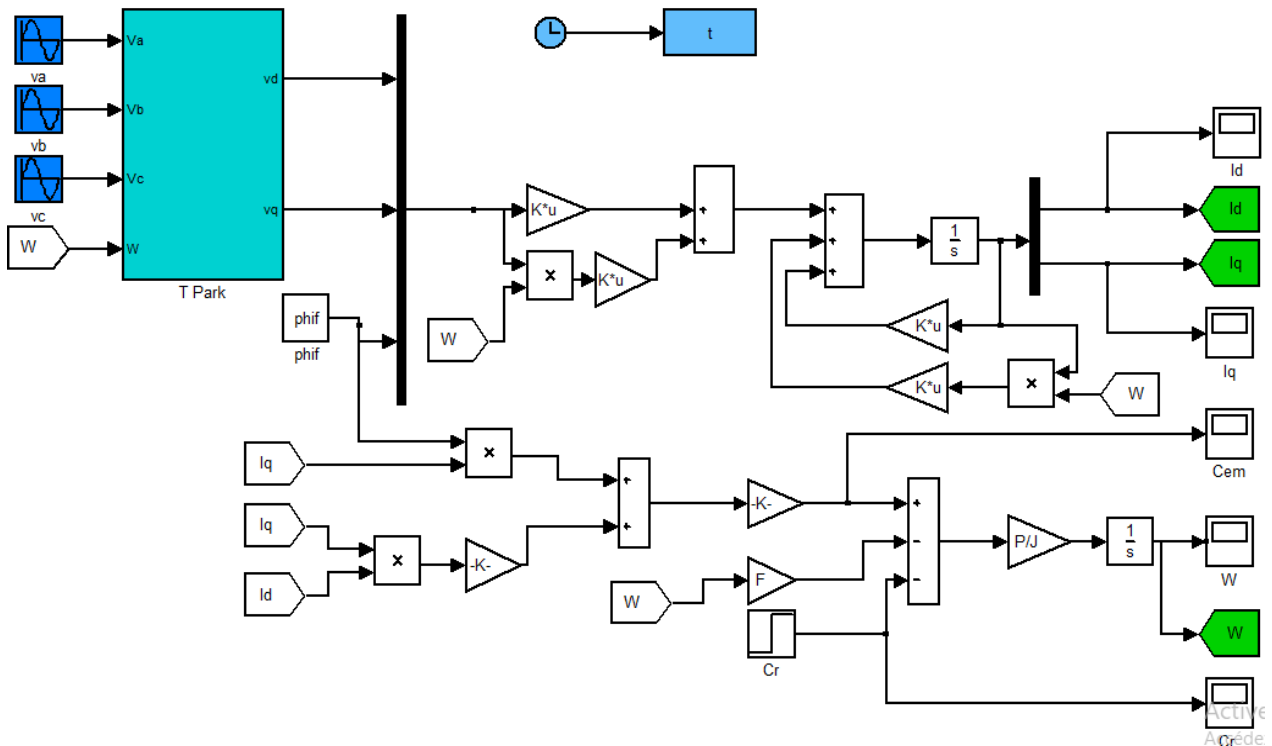 Va
vd
va
Vb
vb
Vc
vq
vc
W
W
T Park
t
phif
phif
K*u
×
K*u
W
+
+
+
+
+
1
s
K*u
K*u
×
W
Id
Id
Iq
Iq
Iq
×
Iq
Id
×
-K-
+
+
-K-
W
F
Cr
+
-
-
P/J
1
s
Cem
W
W
Cr